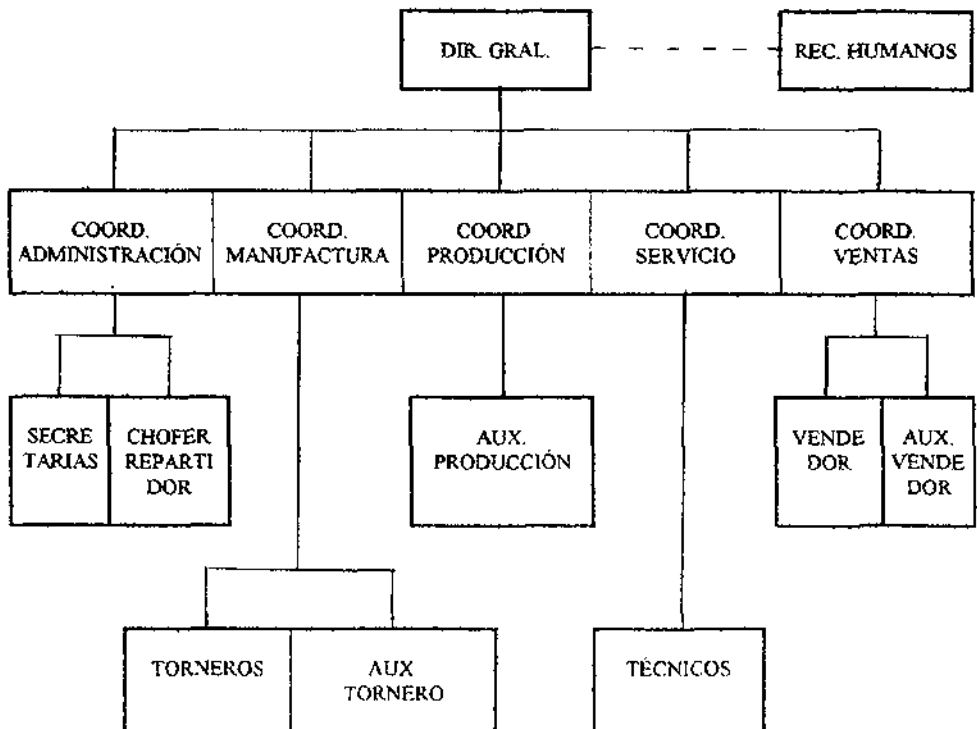 DIR. GRAL.
REC. HUMANOS
COORD.
ADMINISTRACIÓN
COORD.
MANUFACTURA
COORD
PRODUCCIÓN
COORD.
SERVICIO
COORD.
VENTAS
SECRE
TARIAS
CHOFER
REPARTI
DOR
AUX.
PRODUCCIÓN
VENDE
DOR
AUX.
VENDE
DOR
TORNEROS
AUX
TORNERO
TÉCNICOS